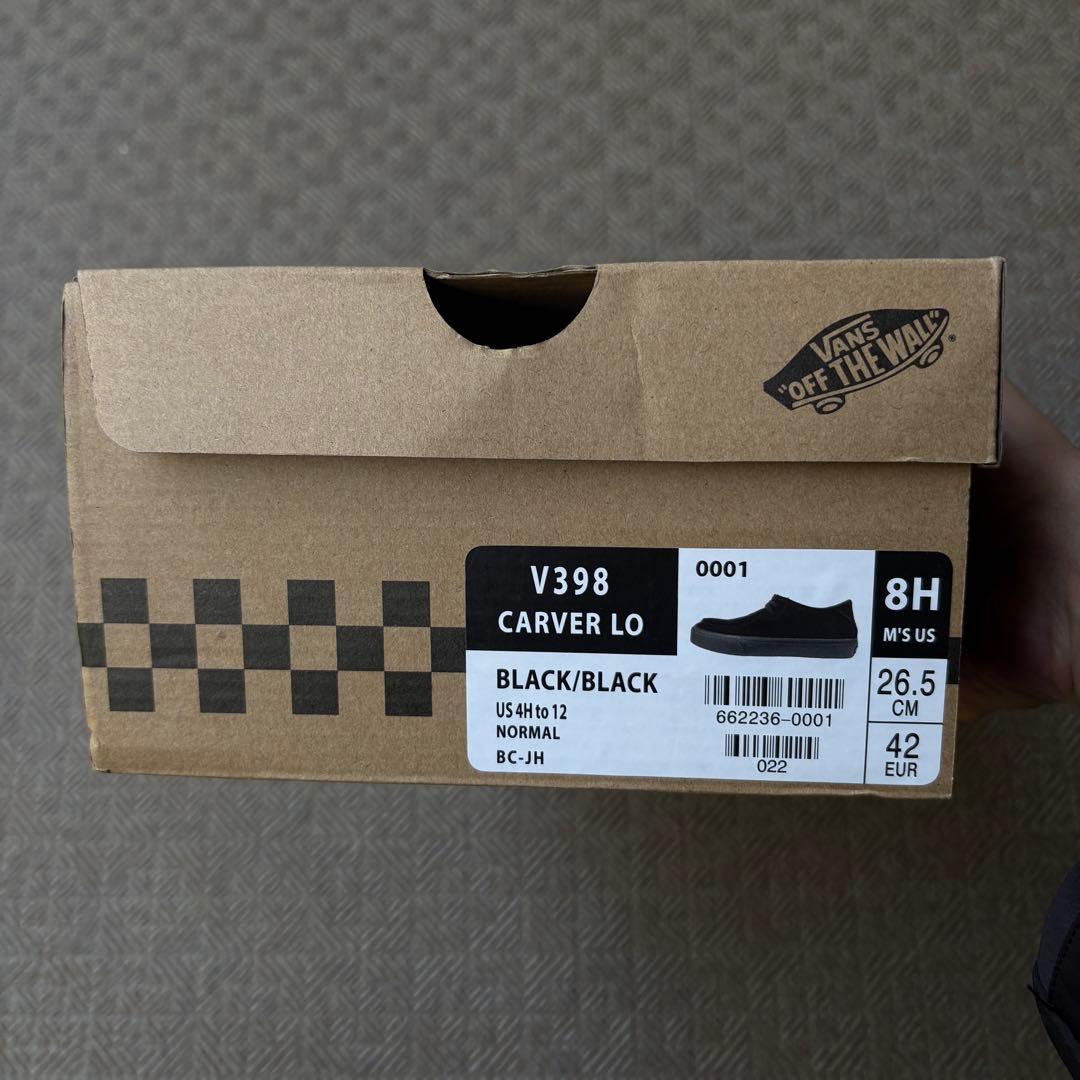 VANS
"OFF THE WALL"®
V398
CARVER LO
0001
8H
M'S US
BLACK/BLACK
US 4H to 12
NORMAL
BC-JH
662236-0001
022
26.5
CM
42
EUR